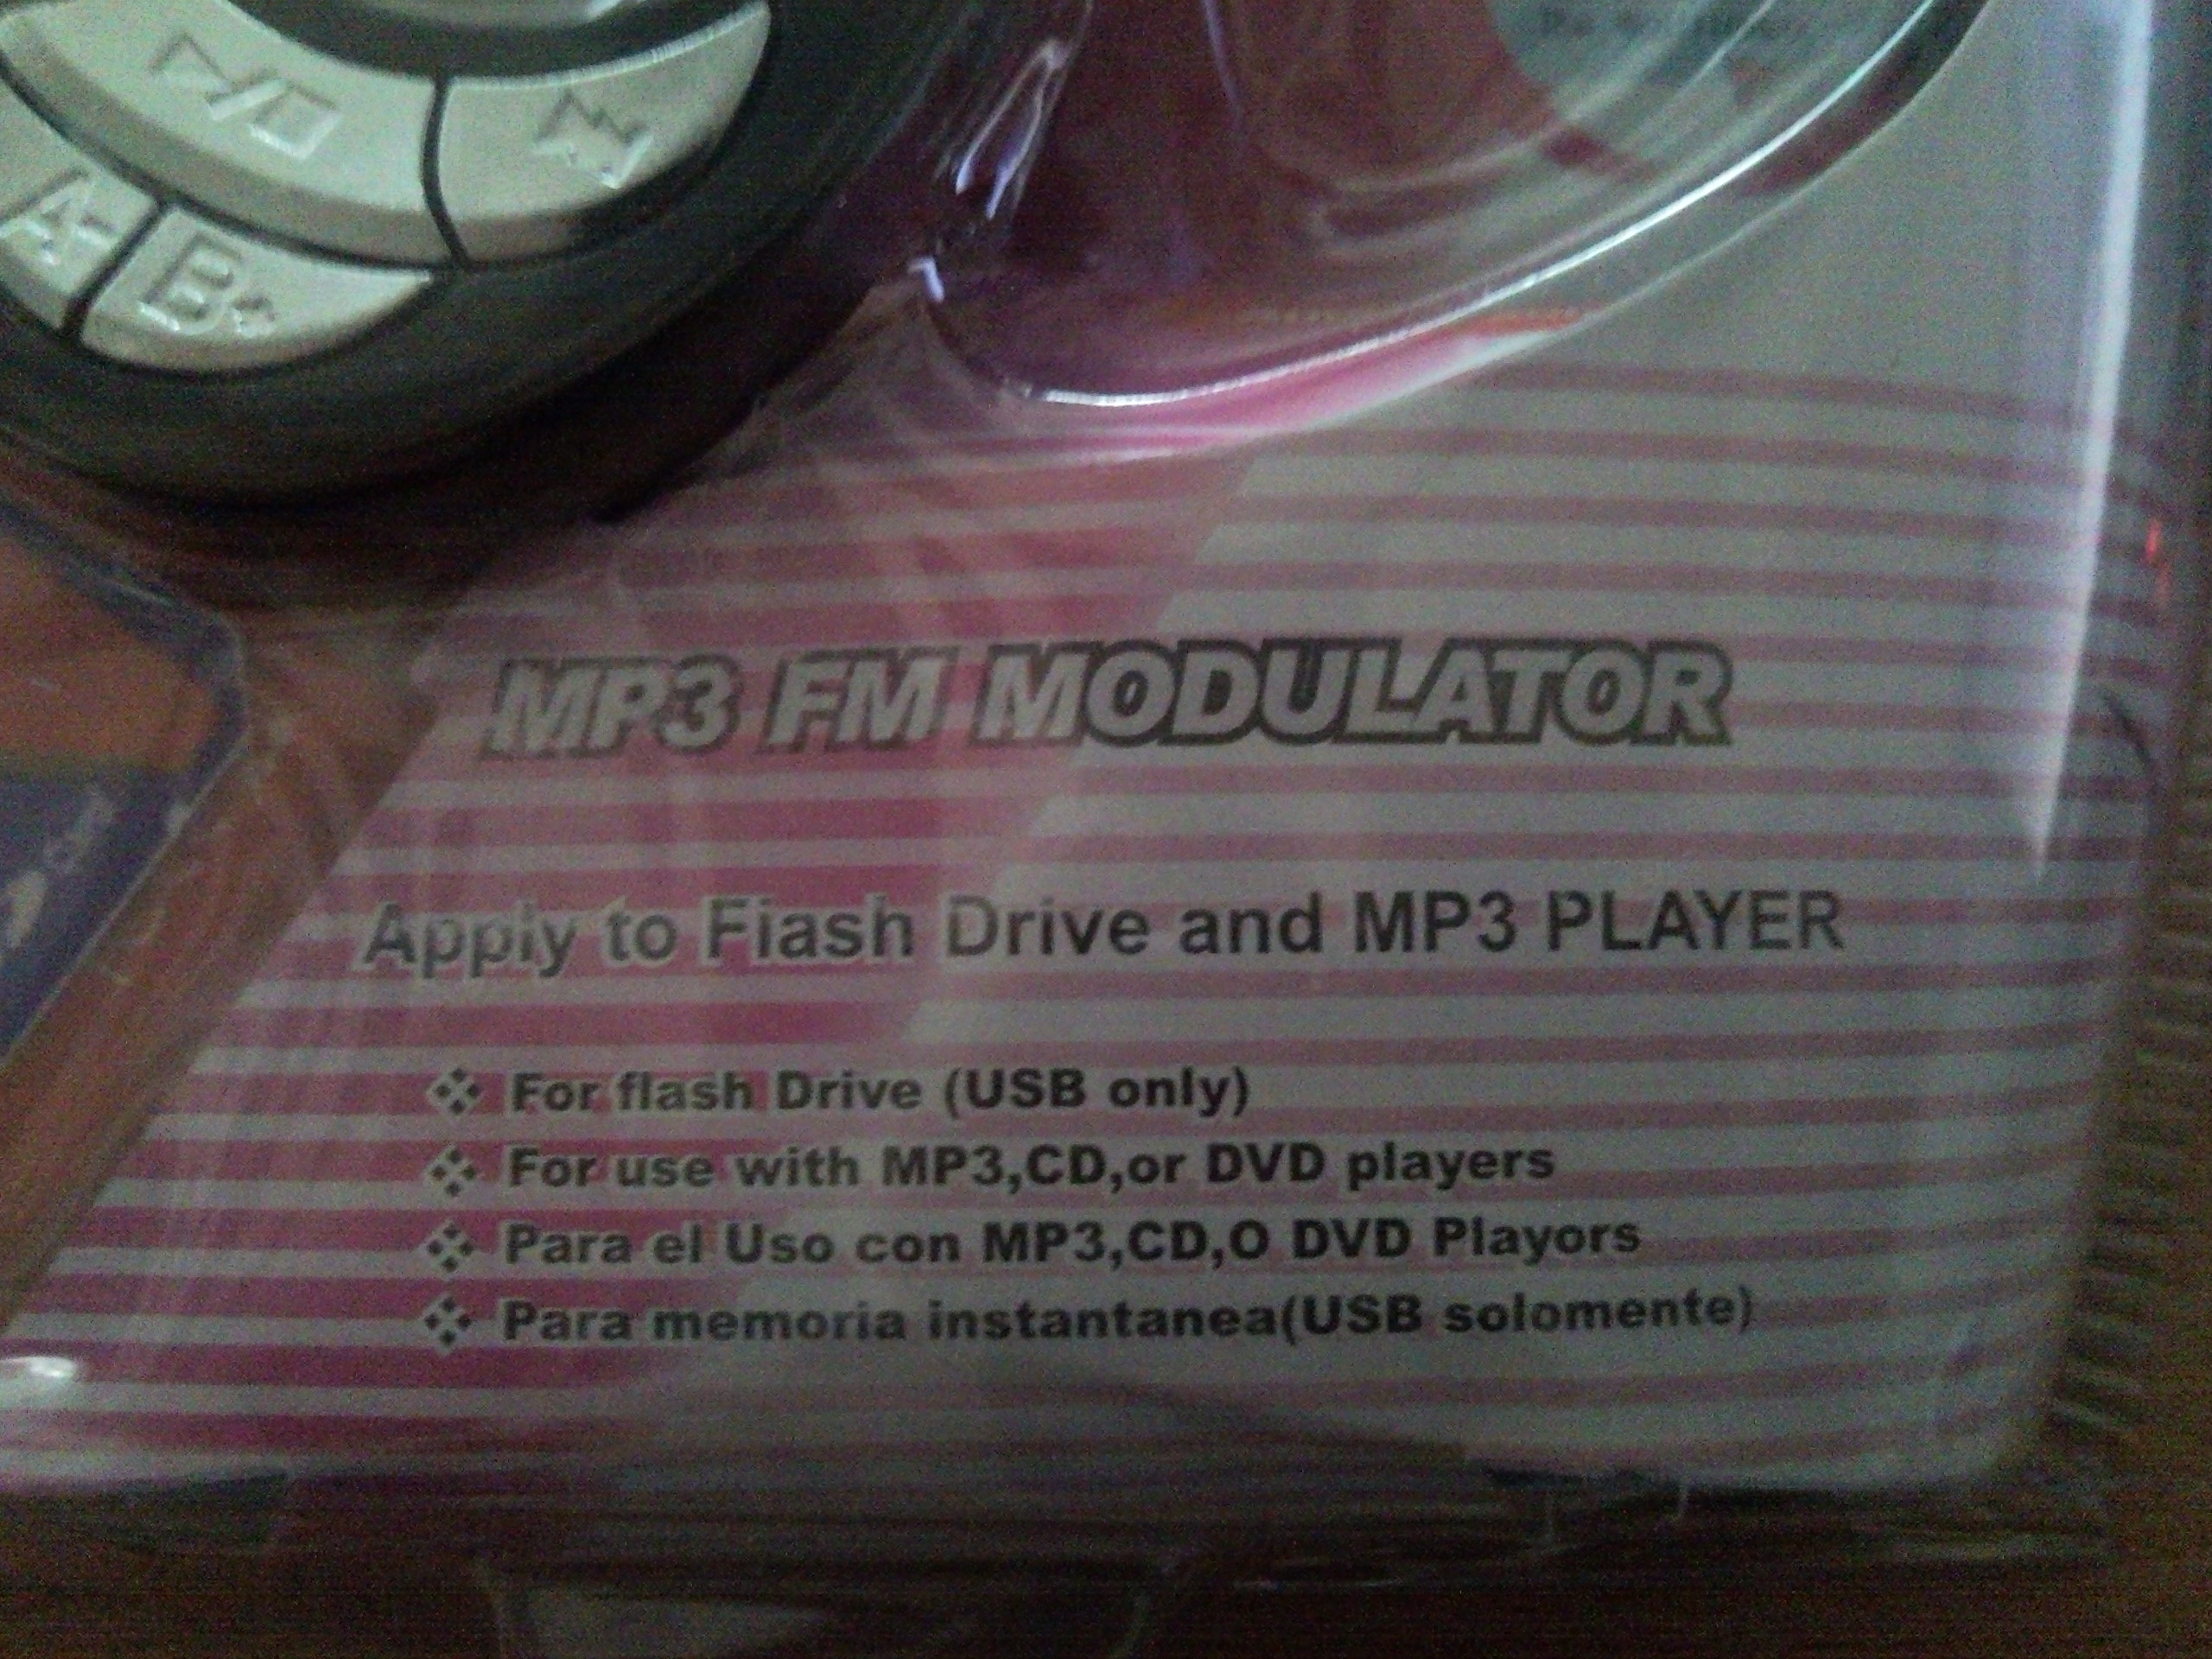 A-
B+
MP3 FM MODULATOR
Apply to Fiash Drive and MP3 PLAYER
For flash Drive (USB only)
For use with MP3,CD,or DVD players
Para el Uso con MP3,CD,O DVD Playors
Para memoria instantanea(USB solomente)